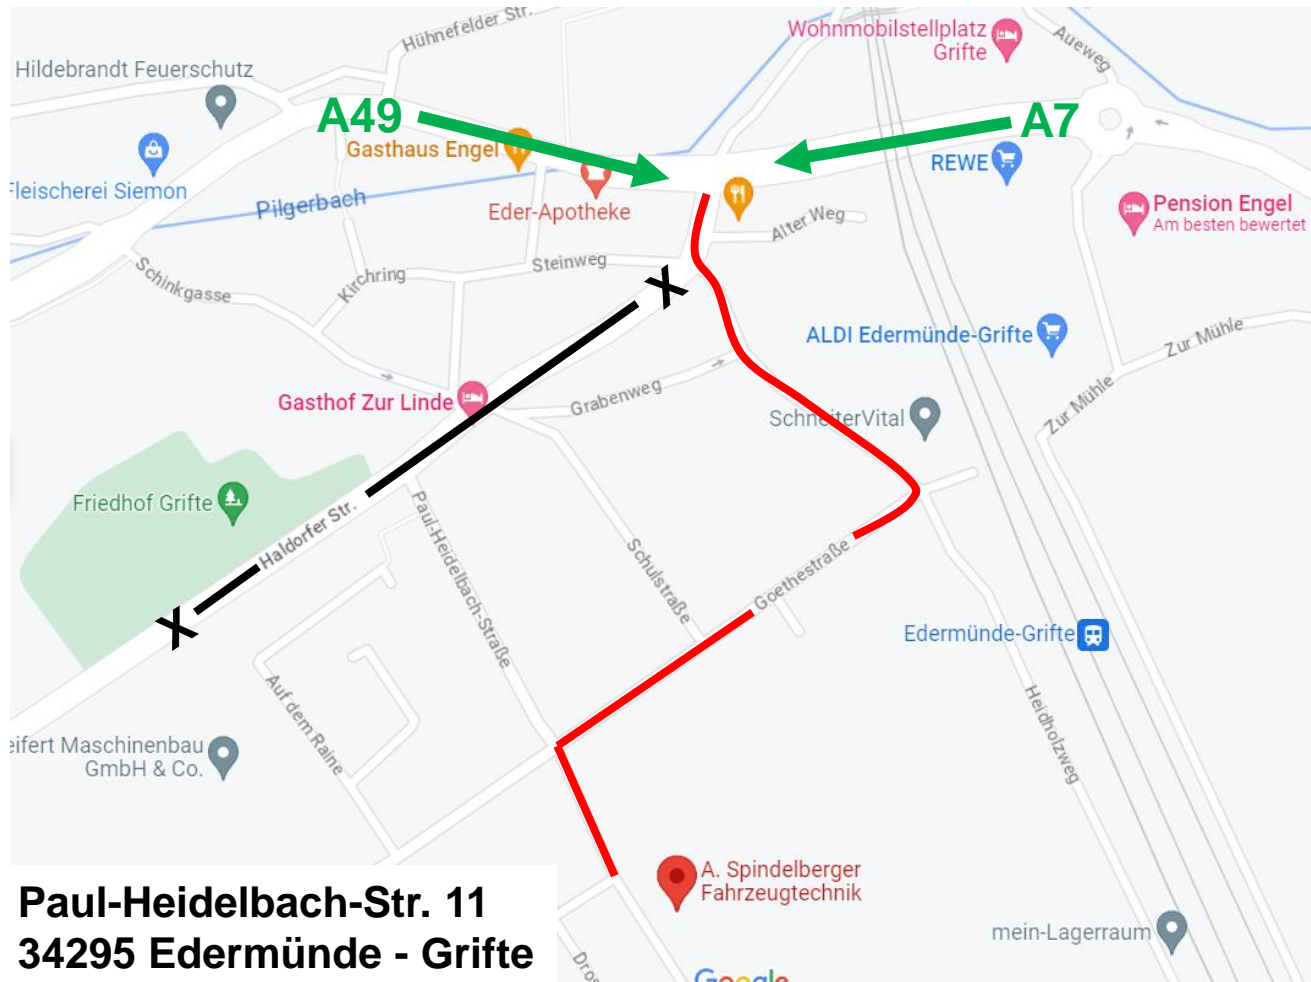 Hühnefelder Str.
Wohnmobilstellplatz
Grifte
Aueweg
Hildebrandt Feuerschutz
A49
A7
Gasthaus Engel
REWE
Fleischerei Siemon
Pilgerbach
Eder-Apotheke
Pension Engel
Am besten bewertet
Alter Weg
Steinweg
Schinkgasse
Kirchring
X
ALDI Edermünde-Grifte
Zur Mühle
Gasthof Zur Linde
Grabenweg
SchneiterVital
Zur Mühle
Friedhof Grifte
Haldorfer Str.
Paul-Heidelbach-Straße
Schulstraße
Goethestraße
X
Edermünde-Grifte
Auf dem Raine
Heidholzweg
eifert Maschinenbau
GmbH & Co.
A. Spindelberger
Fahrzeugtechnik
Paul-Heidelbach-Str. 11
34295 Edermünde - Grifte
mein-Lagerraum
Dros
Google